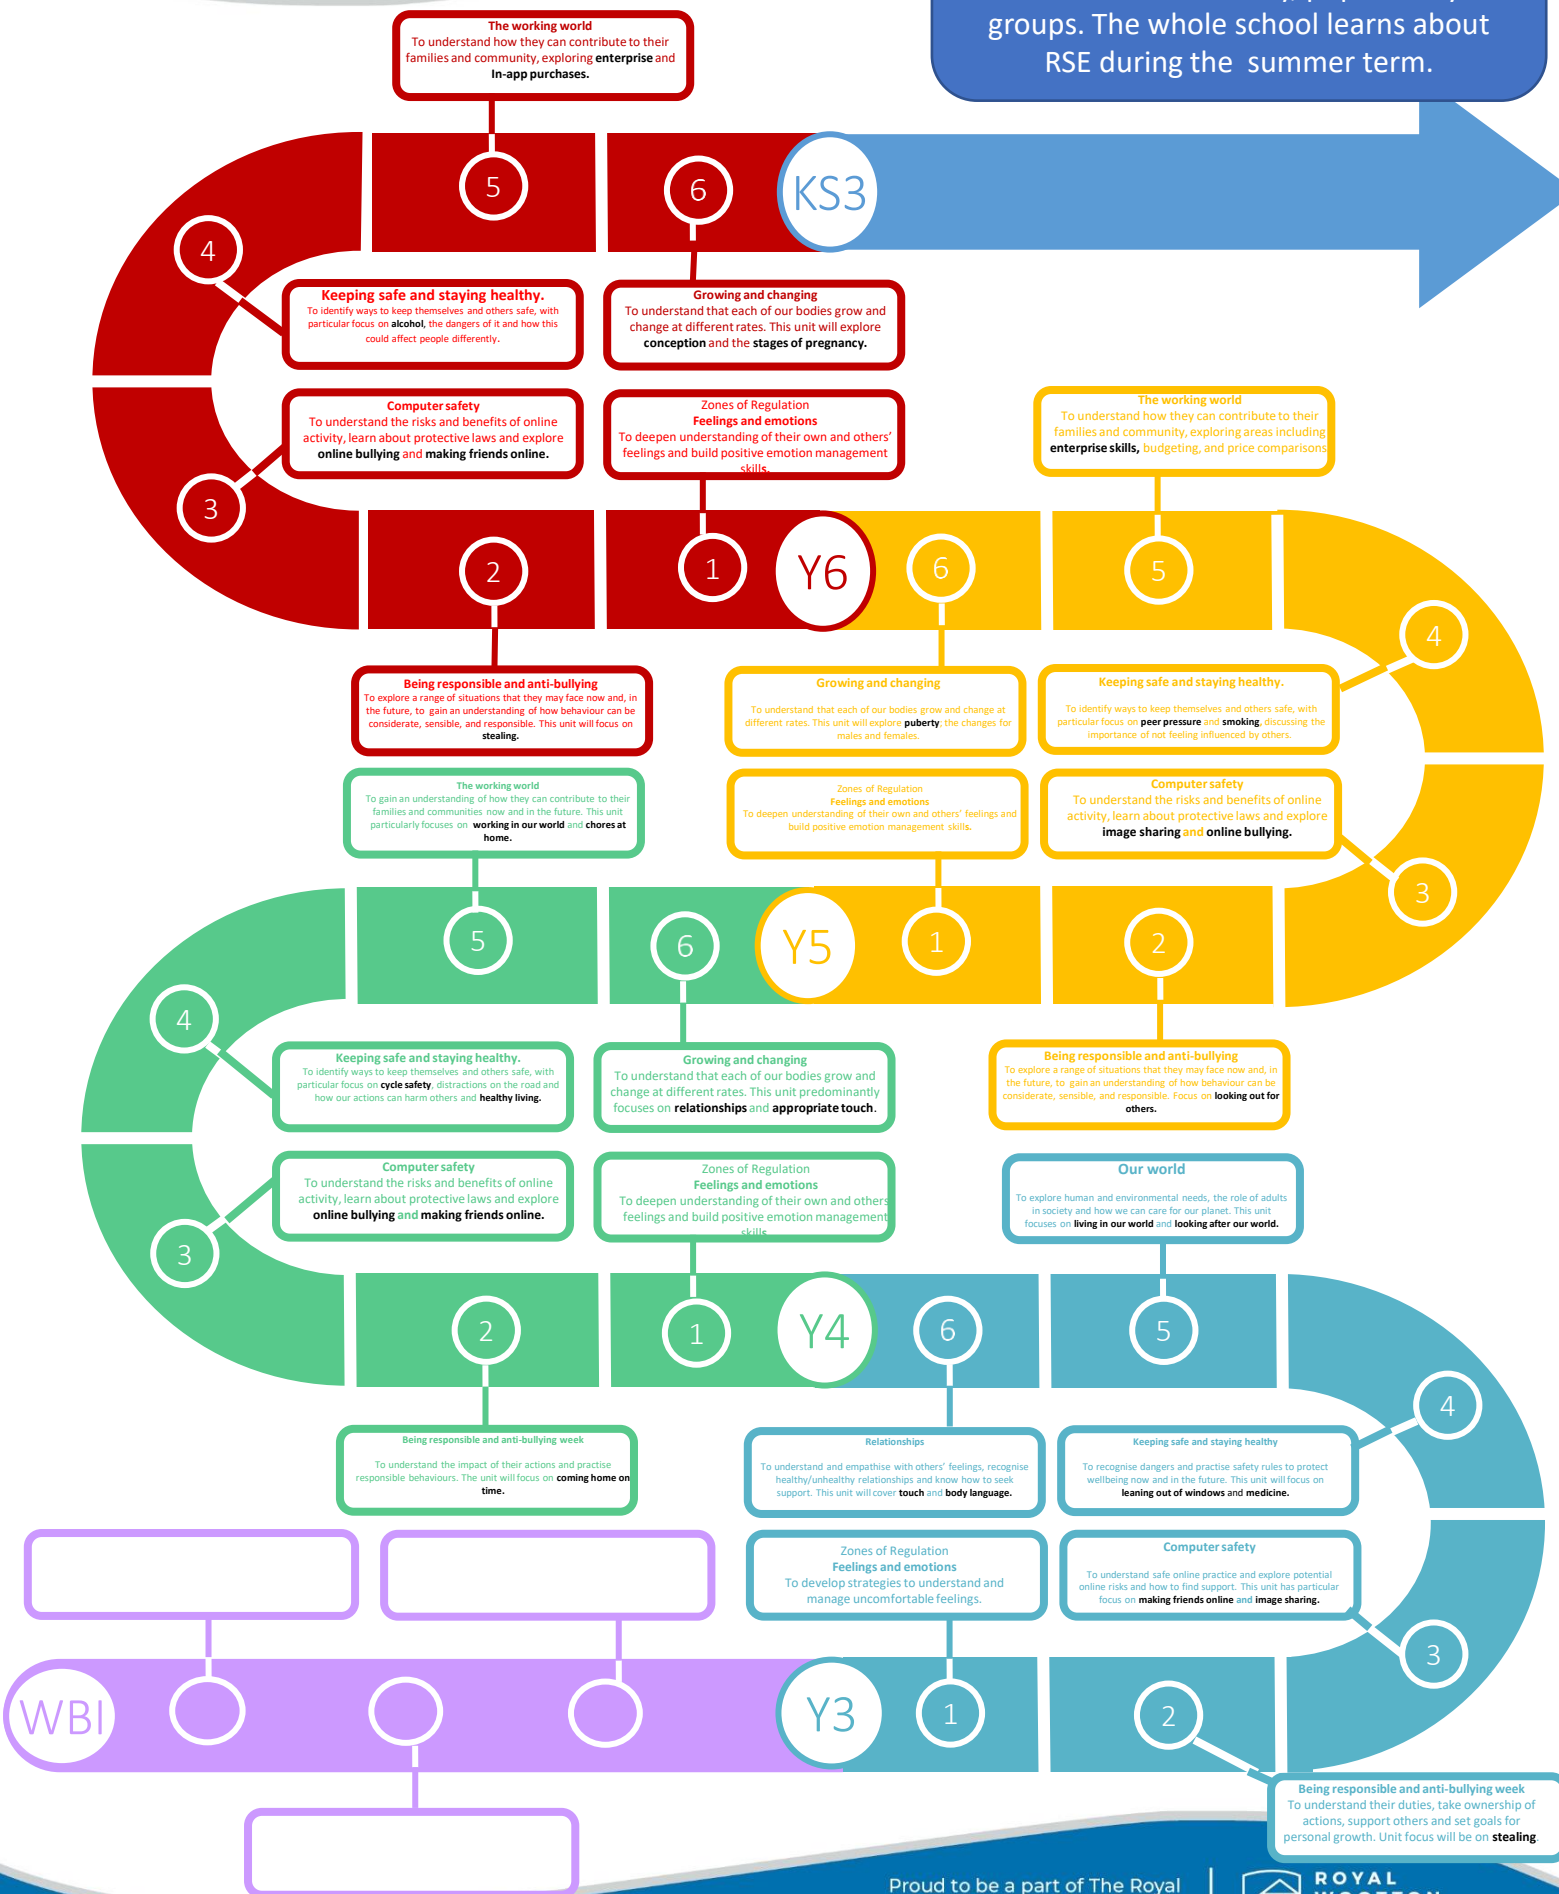 groups. The whole school learns about
RSE during the summer term.
The working world
To understand how they can contribute to their
families and community, exploring enterprise and
In-app purchases.
5
6
KS3
4
Keeping safe and staying healthy.
To identify ways to keep themselves and others safe, with
particular focus on alcohol, the dangers of it and how this
could affect people differently.
Growing and changing
To understand that each of our bodies grow and
change at different rates. This unit will explore
conception and the stages of pregnancy.
Computer safety
To understand the risks and benefits of online
activity, learn about protective laws and explore
online bullying and making friends online.
Zones of Regulation
Feelings and emotions
To deepen understanding of their own and others’
feelings and build positive emotion management
skills.
The working world
To understand how they can contribute to their
families and community, exploring areas including
enterprise skills, budgeting, and price comparisons
3
2
1
Y6
6
5
4
Being responsible and anti-bullying
To explore a range of situations that they may face now and, in
the future, to gain an understanding of how behaviour can be
considerate, sensible, and responsible. This unit will focus on
stealing.
Growing and changing
To understand that each of our bodies grow and change at
different rates. This unit will explore puberty; the changes for
males and females.
Keeping safe and staying healthy.
To identify ways to keep themselves and others safe, with
particular focus on peer pressure and smoking, discussing the
importance of not feeling influenced by others.
The working world
To gain an understanding of how they can contribute to their
families and communities now and in the future. This unit
particularly focuses on working in our world and chores at
home.
Zones of Regulation
Feelings and emotions
To deepen understanding of their own and others’ feelings and
build positive emotion management skills.
Computer safety
To understand the risks and benefits of online
activity, learn about protective laws and explore
image sharing and online bullying.
3
5
6
Y5
1
2
4
Keeping safe and staying healthy.
To identify ways to keep themselves and others safe, with
particular focus on cycle safety, distractions on the road and
how our actions can harm others and healthy living.
Growing and changing
To understand that each of our bodies grow and
change at different rates. This unit predominantly
focuses on relationships and appropriate touch.
Being responsible and anti-bullying
To explore a range of situations that they may face now and, in
the future, to gain an understanding of how behaviour can be
considerate, sensible, and responsible. Focus on looking out for
others.
Computer safety
To understand the risks and benefits of online
activity, learn about protective laws and explore
online bullying and making friends online.
Zones of Regulation
Feelings and emotions
To deepen understanding of their own and others
feelings and build positive emotion management
skills
Our world
To explore human and environmental needs, the role of adults
in society and how we can care for our planet. This unit
focuses on living in our world and looking after our world.
3
2
1
Y4
6
5
4
Being responsible and anti-bullying week
To understand the impact of their actions and practise
responsible behaviours. The unit will focus on coming home on
time.
Relationships
To understand and empathise with others’ feelings, recognise
healthy/unhealthy relationships and know how to seek
support. This unit will cover touch and body language.
Keeping safe and staying healthy
To recognise dangers and practise safety rules to protect
wellbeing now and in the future. This unit will focus on
leaning out of windows and medicine.
Zones of Regulation
Feelings and emotions
To develop strategies to understand and
manage uncomfortable feelings.
Computer safety
To understand safe online practice and explore potential
online risks and how to find support. This unit has particular
focus on making friends online and image sharing.
3
WBI
Y3
1
2
Being responsible and anti-bullying week
To understand their duties, take ownership of
actions, support others and set goals for
personal growth. Unit focus will be on stealing.
Proud to be a part of The Royal
ROYAL